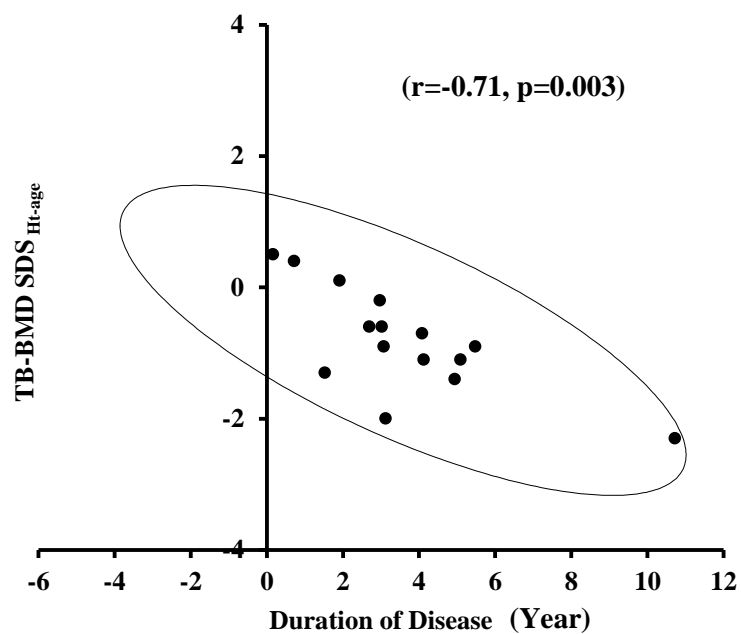 4
(r=-0.71, p=0.003)
2
TB-BMD SDS Ht-age
0
-2
-4
-6 -4 -2 0 2 4 6 8 10 12
Duration of Disease (Year)